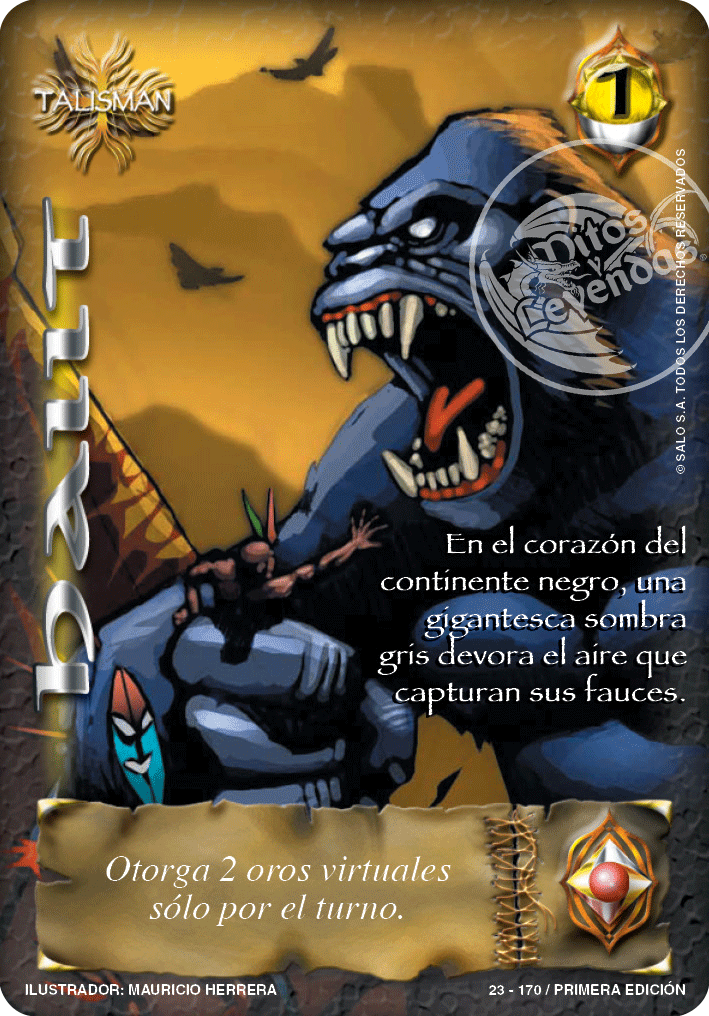 TALISMAN
1
HAIIT
Mitos
y
Leyendas
®
© SALO S.A. TODOS LOS DERECHOS RESERVADOS
En el corazón del
continente negro, una
gigantesca sombra
gris devora el aire que
capturan sus fauces.
Otorga 2 oros virtuales
sólo por el turno.
ILUSTRADOR: MAURICIO HERRERA
23 - 170 / PRIMERA EDICIÓN